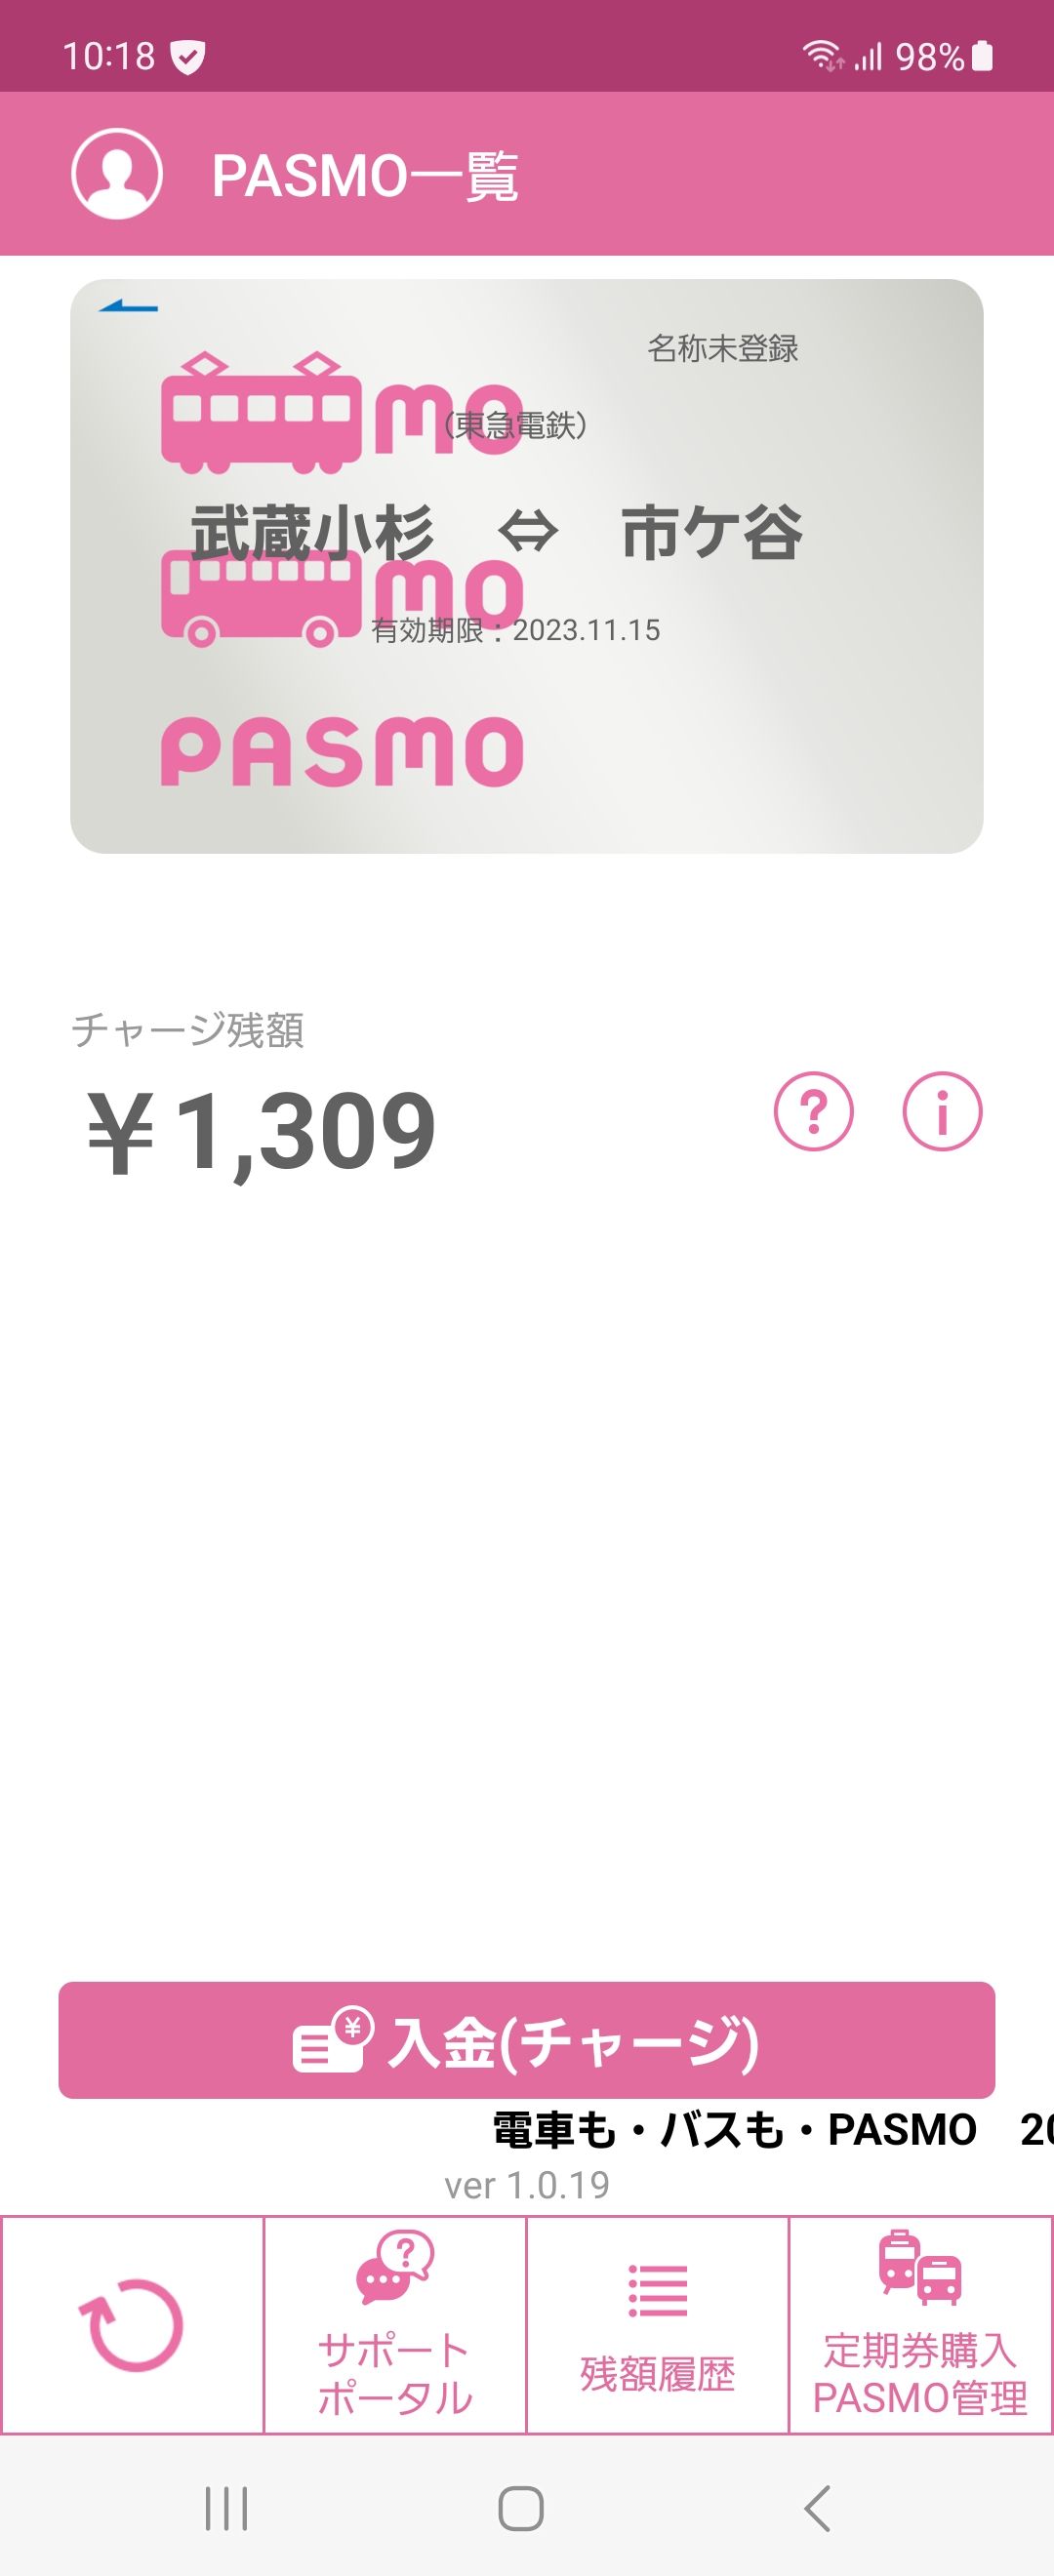 10:18
98%
PASMO一覧
名称未登録
mo
(東急電鉄)
武蔵小杉 ⇔ 市ケ谷
mo
有効期限：2023.11.15
PASMO
チャージ残額
¥1,309
?
i
入金(チャージ)
電車も・バスも・PASMO 20
ver 1.0.19
サポート
ポータル
残額履歴
定期券購入
PASMO管理